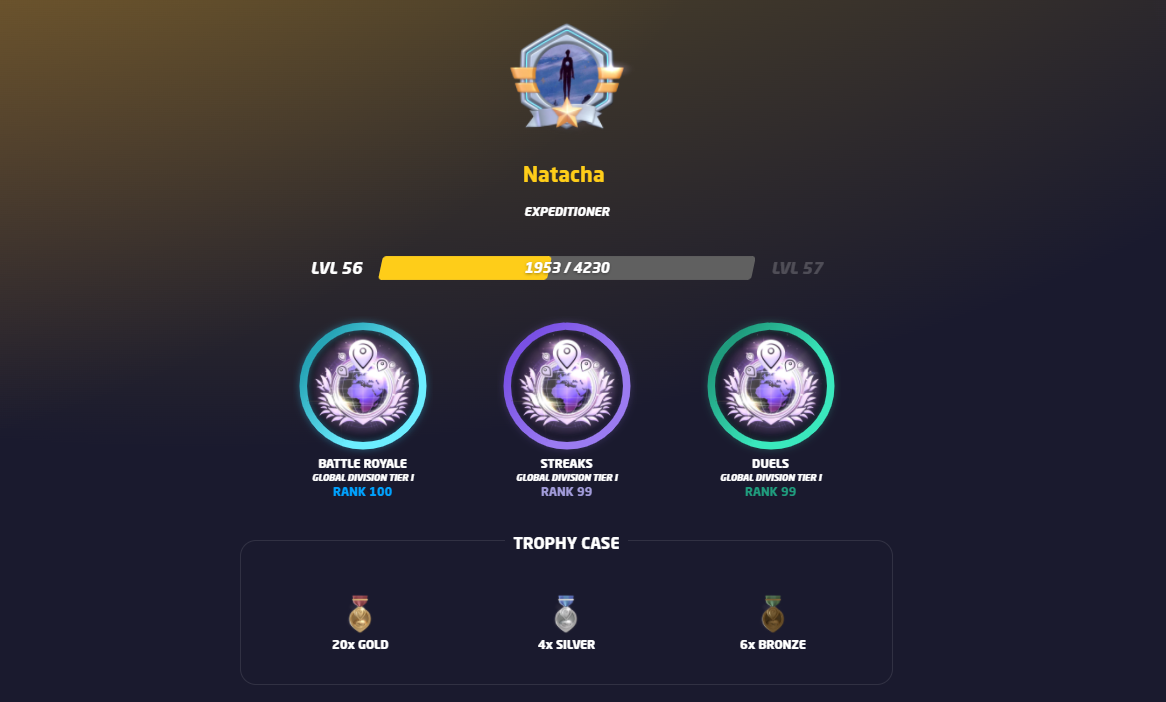 Natacha
EXPEDITIONER
LVL 56 1953 / 4230 LVL 57
BATTLE ROYALE STREAKS DUELS
GLOBAL DIVISION TIER I GLOBAL DIVISION TIER I GLOBAL DIVISION TIER I
RANK 100 RANK 99 RANK 99
TROPHY CASE
20x GOLD 4x SILVER 6x BRONZE